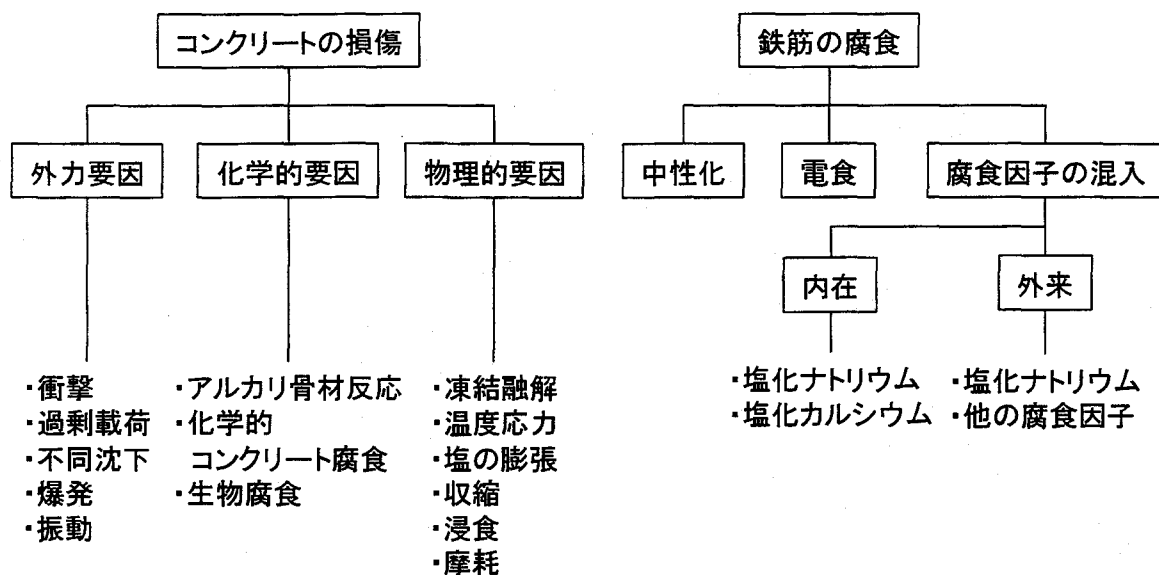 コンクリートの損傷
外力要因
化学的要因
物理的要因
・衝撃
・過剰載荷
・不同沈下
・爆発
・振動
・アルカリ骨材反応
・化学的
コンクリート腐食
・生物腐食
・凍結融解
・温度応力
・塩の膨張
・収縮
・浸食
・摩耗
鉄筋の腐食
中性化
電食
腐食因子の混入
内在
外来
・塩化ナトリウム
・塩化カルシウム
・塩化ナトリウム
・他の腐食因子